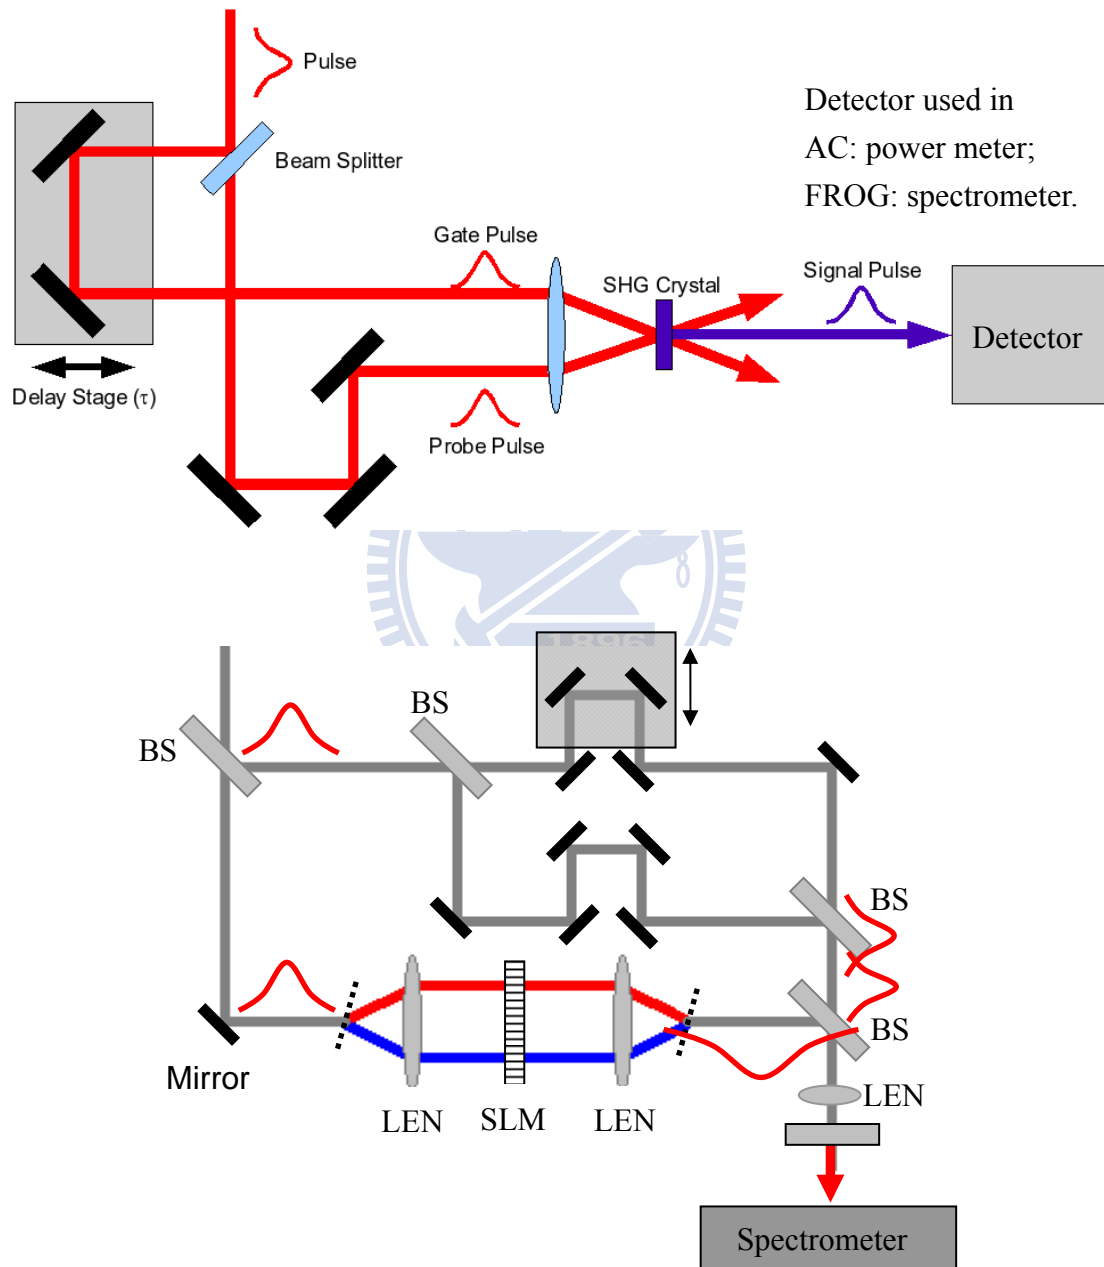 Pulse
Beam Splitter
Detector used in
AC: power meter;
FROG: spectrometer.
Gate Pulse
SHG Crystal
Signal Pulse
Detector
Delay Stage (τ)
Probe Pulse
1896
BS
BS
BS
BS
Mirror
LEN
SLM
LEN
LEN
Spectrometer